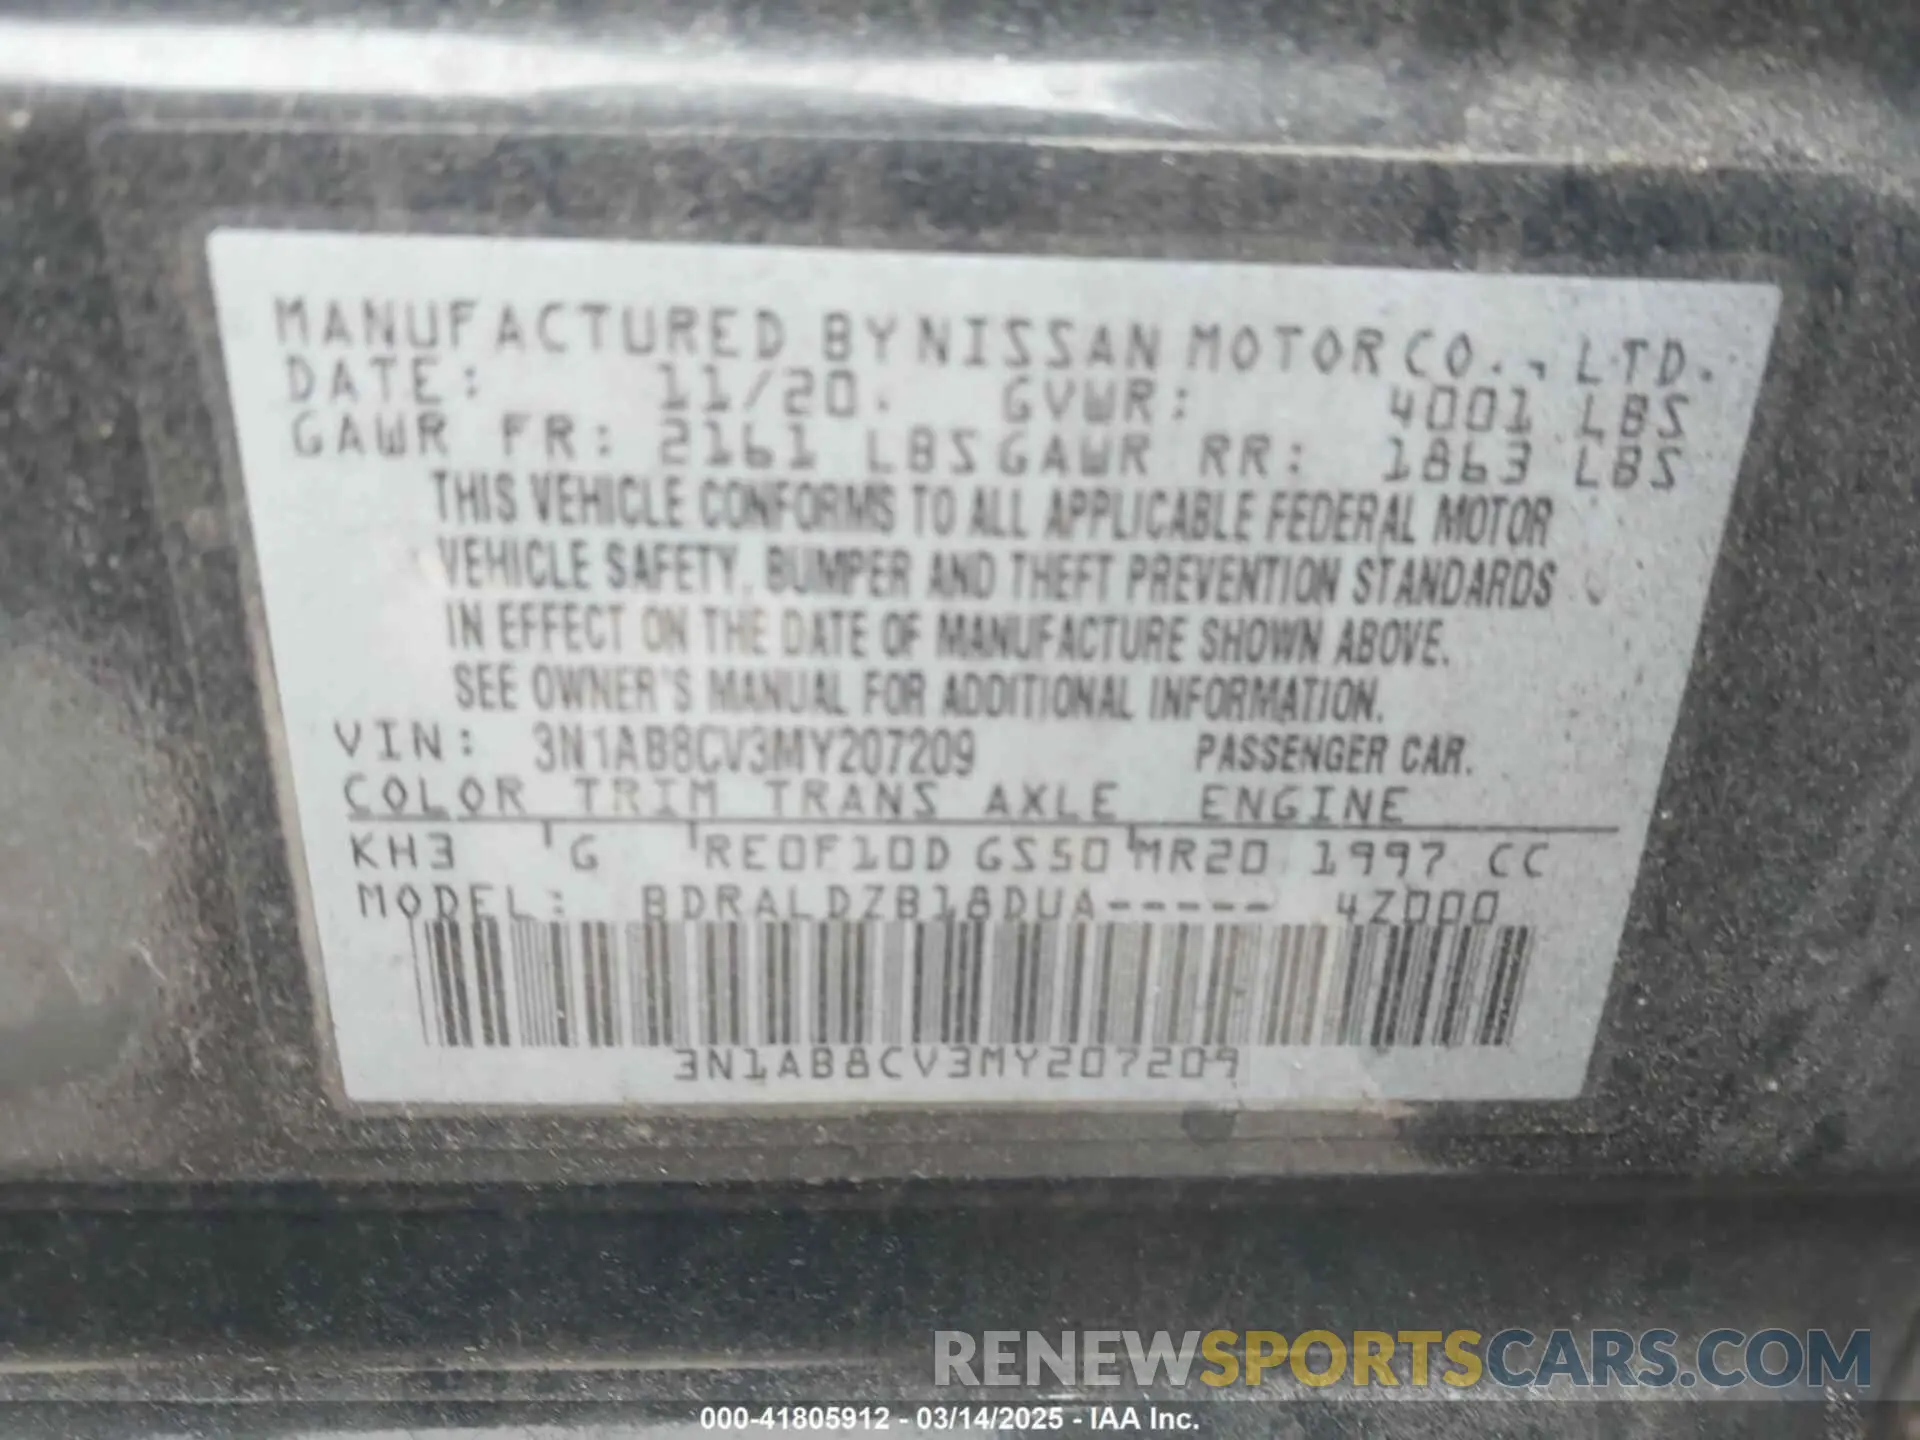 MANUFACTURED BY NISSAN MOTOR CO., LTD.
DATE: 11/20. GVWR: 4001 LBS
GAWR FR: 2161 LBS GAWR RR: 1863 LBS
THIS VEHICLE CONFORMS TO ALL APPLICABLE FEDERAL MOTOR
VEHICLE SAFETY, BUMPER AND THEFT PREVENTION STANDARDS
IN EFFECT ON THE DATE OF MANUFACTURE SHOWN ABOVE.
SEE OWNER'S MANUAL FOR ADDITIONAL INFORMATION.
VIN: 3N1AB8CV3MY207209 PASSENGER CAR.
COLOR TRIM TRANS AXLE ENGINE
KH3 G RE0F10D GS50 MR20 1997 CC
MODEL: BDRALDZB18DUA----- 4Z000
3N1AB8CV3MY207209
RENEWSPORTSCARS.COM
000-41805912 - 03/14/2025 - IAA Inc.